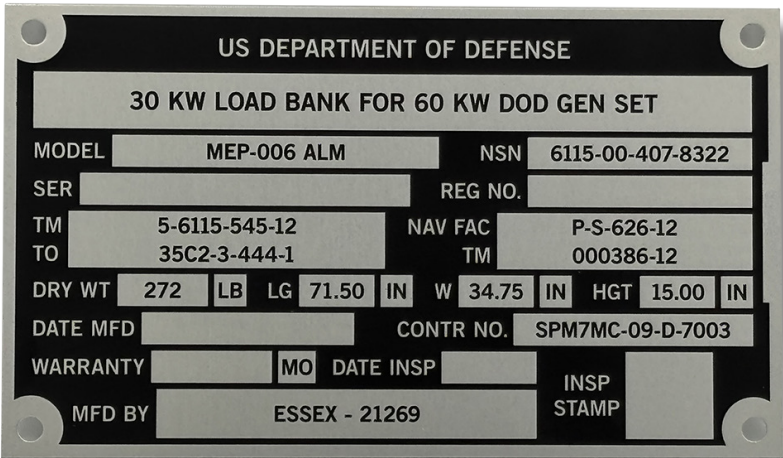 US DEPARTMENT OF DEFENSE
30 KW LOAD BANK FOR 60 KW DOD GEN SET
MODEL MEP-006 ALM NSN 6115-00-407-8322
SER REG NO.
TM 5-6115-545-12 NAV FAC P-S-626-12
TO 35C2-3-444-1 TM 000386-12
DRY WT 272 LB LG 71.50 IN W 34.75 IN HGT 15.00 IN
DATE MFD CONTR NO. SPM7MC-09-D-7003
WARRANTY MO DATE INSP INSP STAMP
MFD BY ESSEX - 21269